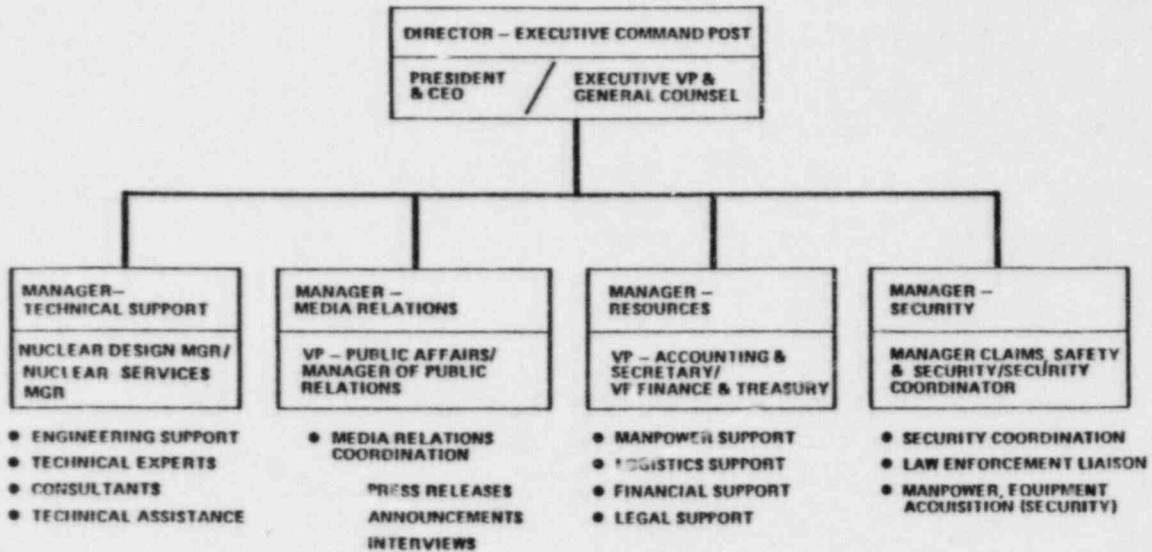 DIRECTOR – EXECUTIVE COMMAND POST
PRESIDENT
& CEO
/
EXECUTIVE VP &
GENERAL COUNSEL
MANAGER–
TECHNICAL SUPPORT
NUCLEAR DESIGN MGR/
NUCLEAR SERVICES
MGR
● ENGINEERING SUPPORT
● TECHNICAL EXPERTS
● CONSULTANTS
● TECHNICAL ASSISTANCE
MANAGER –
MEDIA RELATIONS
VP – PUBLIC AFFAIRS/
MANAGER OF PUBLIC
RELATIONS
● MEDIA RELATIONS
COORDINATION
PRESS RELEASES
ANNOUNCEMENTS
INTERVIEWS
MANAGER –
RESOURCES
VP – ACCOUNTING &
SECRETARY/
VF FINANCE & TREASURY
● MANPOWER SUPPORT
● LOGISTICS SUPPORT
● FINANCIAL SUPPORT
● LEGAL SUPPORT
MANAGER –
SECURITY
MANAGER CLAIMS, SAFETY
& SECURITY/SECURITY
COORDINATOR
● SECURITY COORDINATION
● LAW ENFORCEMENT LIAISON
● MANPOWER, EQUIPMENT
ACQUISITION (SECURITY)